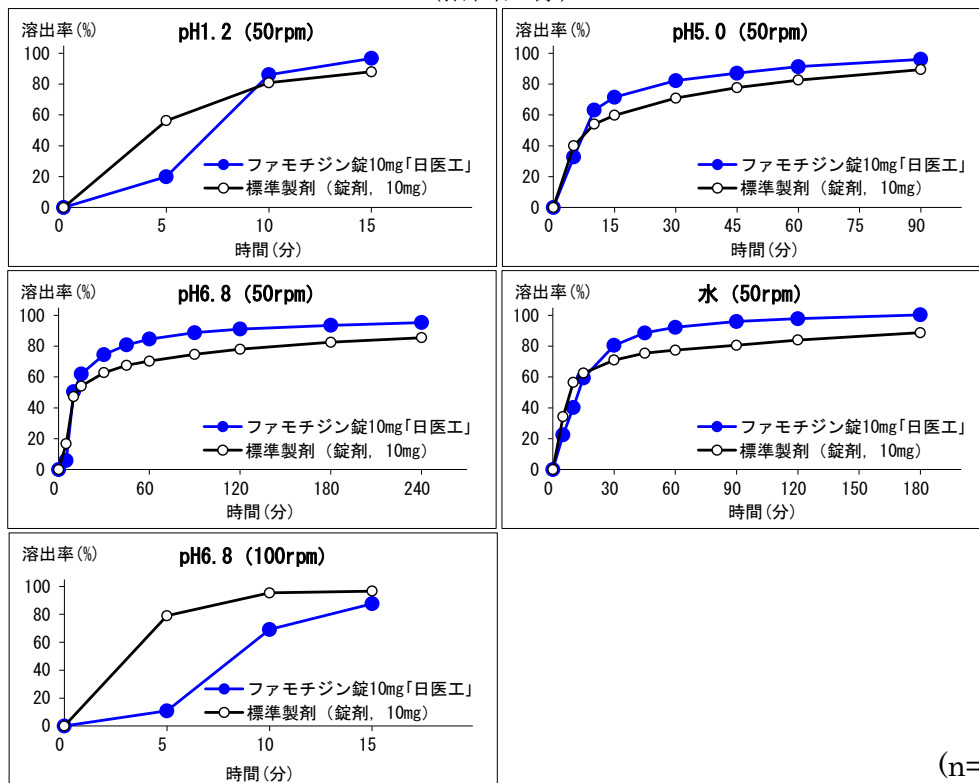 溶出率(%)
pH1.2 (50rpm)
100
80
60
40
20
0
ファモチジン錠10mg「日医工」
標準製剤（錠剤, 10mg）
0 5 10 15
時間(分)
溶出率(%)
pH5.0 (50rpm)
100
80
60
40
20
0
ファモチジン錠10mg「日医工」
標準製剤（錠剤, 10mg）
0 15 30 45 60 75 90
時間(分)
溶出率(%)
pH6.8 (50rpm)
100
80
60
40
20
0
ファモチジン錠10mg「日医工」
標準製剤（錠剤, 10mg）
0 60 120 180 240
時間(分)
溶出率(%)
水 (50rpm)
100
80
60
40
20
0
ファモチジン錠10mg「日医工」
標準製剤（錠剤, 10mg）
0 30 60 90 120 150 180
時間(分)
溶出率(%)
pH6.8 (100rpm)
100
80
60
40
20
0
ファモチジン錠10mg「日医工」
標準製剤（錠剤, 10mg）
0 5 10 15
時間(分)
(n=